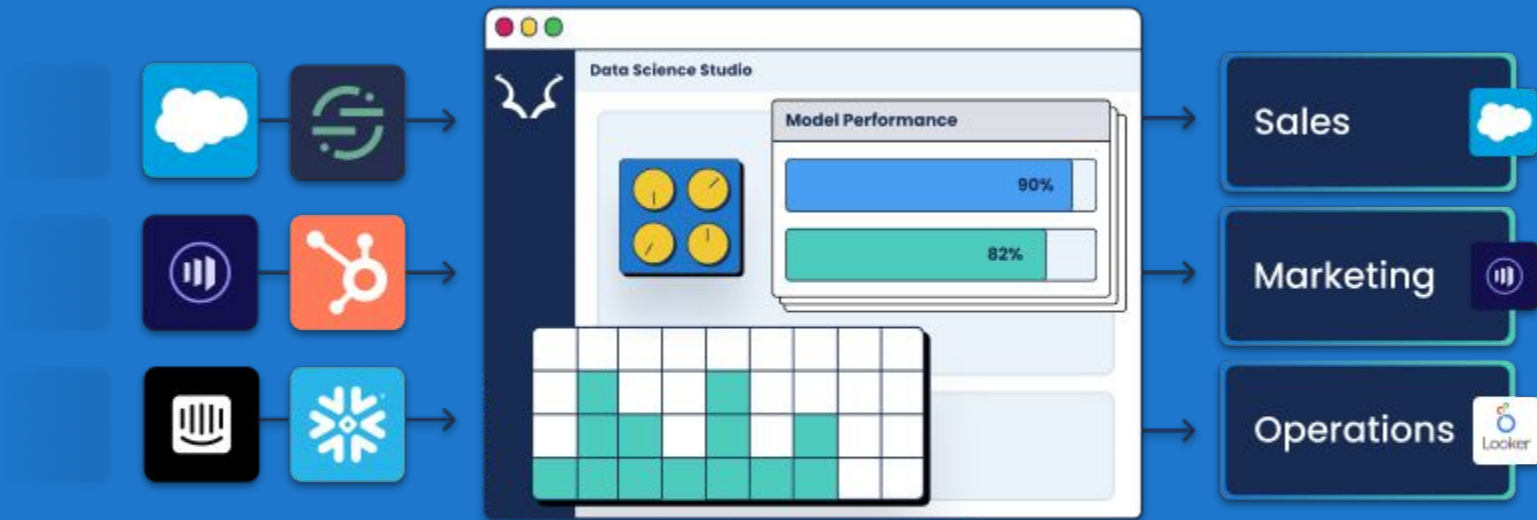 Data Science Studio
Model Performance
90%
82%
Sales
Marketing
Operations
Looker